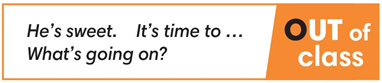 He's sweet. It's time to ...
What's going on?
OUT of
class